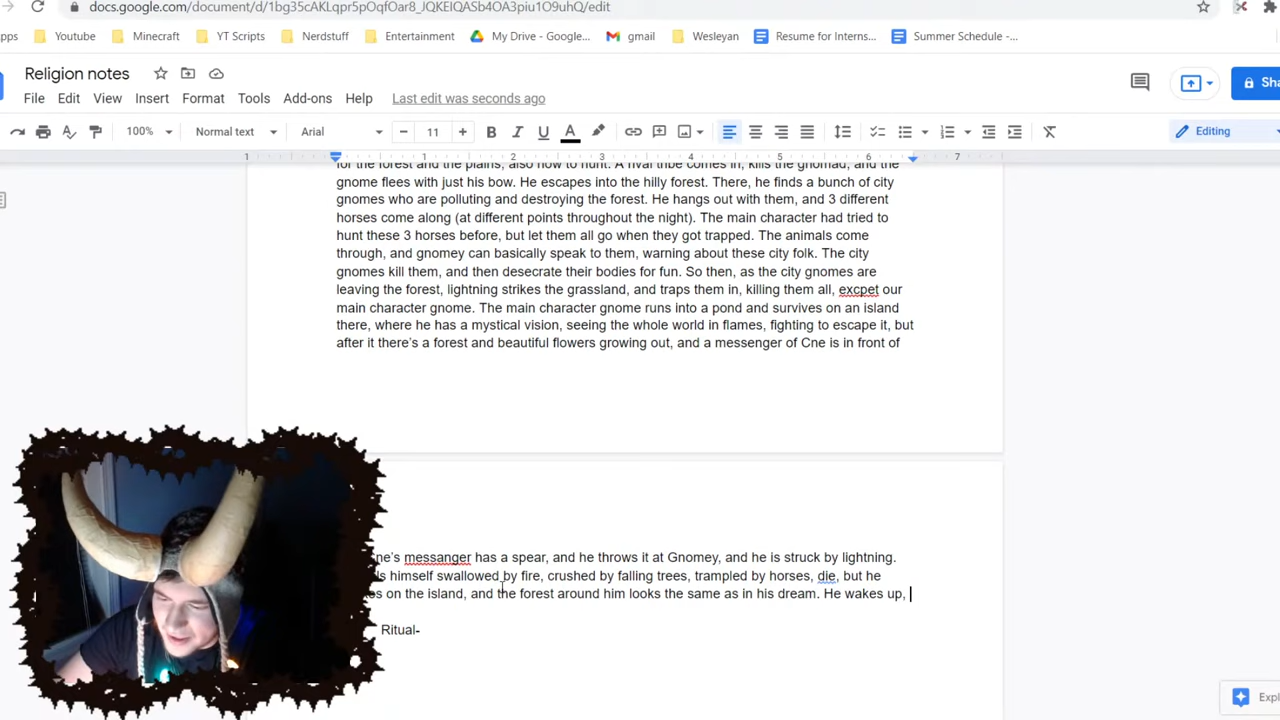 docs.google.com/document/d/1bg35cAKLqpr5pOqfOar8_JQKEIQASb4OA3piu1O9uhQ/edit
Youtube Minecraft YT Scripts Nerdstuff Entertainment My Drive - Google... gmail Wesleyan Resume for Interns... Summer Schedule -...
Religion notes
File Edit View Insert Format Tools Add-ons Help Last edit was seconds ago
100% Normal text Arial 11 Editing
1 1 2 3 4 5 6 7
for the forest and the plains, also how to hunt. A rival tribe comes in, kills the gnomad, and the
gnome flees with just his bow. He escapes into the hilly forest. There, he finds a bunch of city
gnomes who are polluting and destroying the forest. He hangs out with them, and 3 different
horses come along (at different points throughout the night). The main character had tried to
hunt these 3 horses before, but let them all go when they got trapped. The animals come
through, and gnomey can basically speak to them, warning about these city folk. The city
gnomes kill them, and then desecrate their bodies for fun. So then, as the city gnomes are
leaving the forest, lightning strikes the grassland, and traps them in, killing them all, excpet our
main character gnome. The main character gnome runs into a pond and survives on an island
there, where he has a mystical vision, seeing the whole world in flames, fighting to escape it, but
after it there's a forest and beautiful flowers growing out, and a messenger of Cne is in front of
messanger has a spear, and he throws it at Gnomey, and he is struck by lightning.
himself swallowed by fire, crushed by falling trees, trampled by horses, die, but he
on the island, and the forest around him looks the same as in his dream. He wakes up,
Ritual-